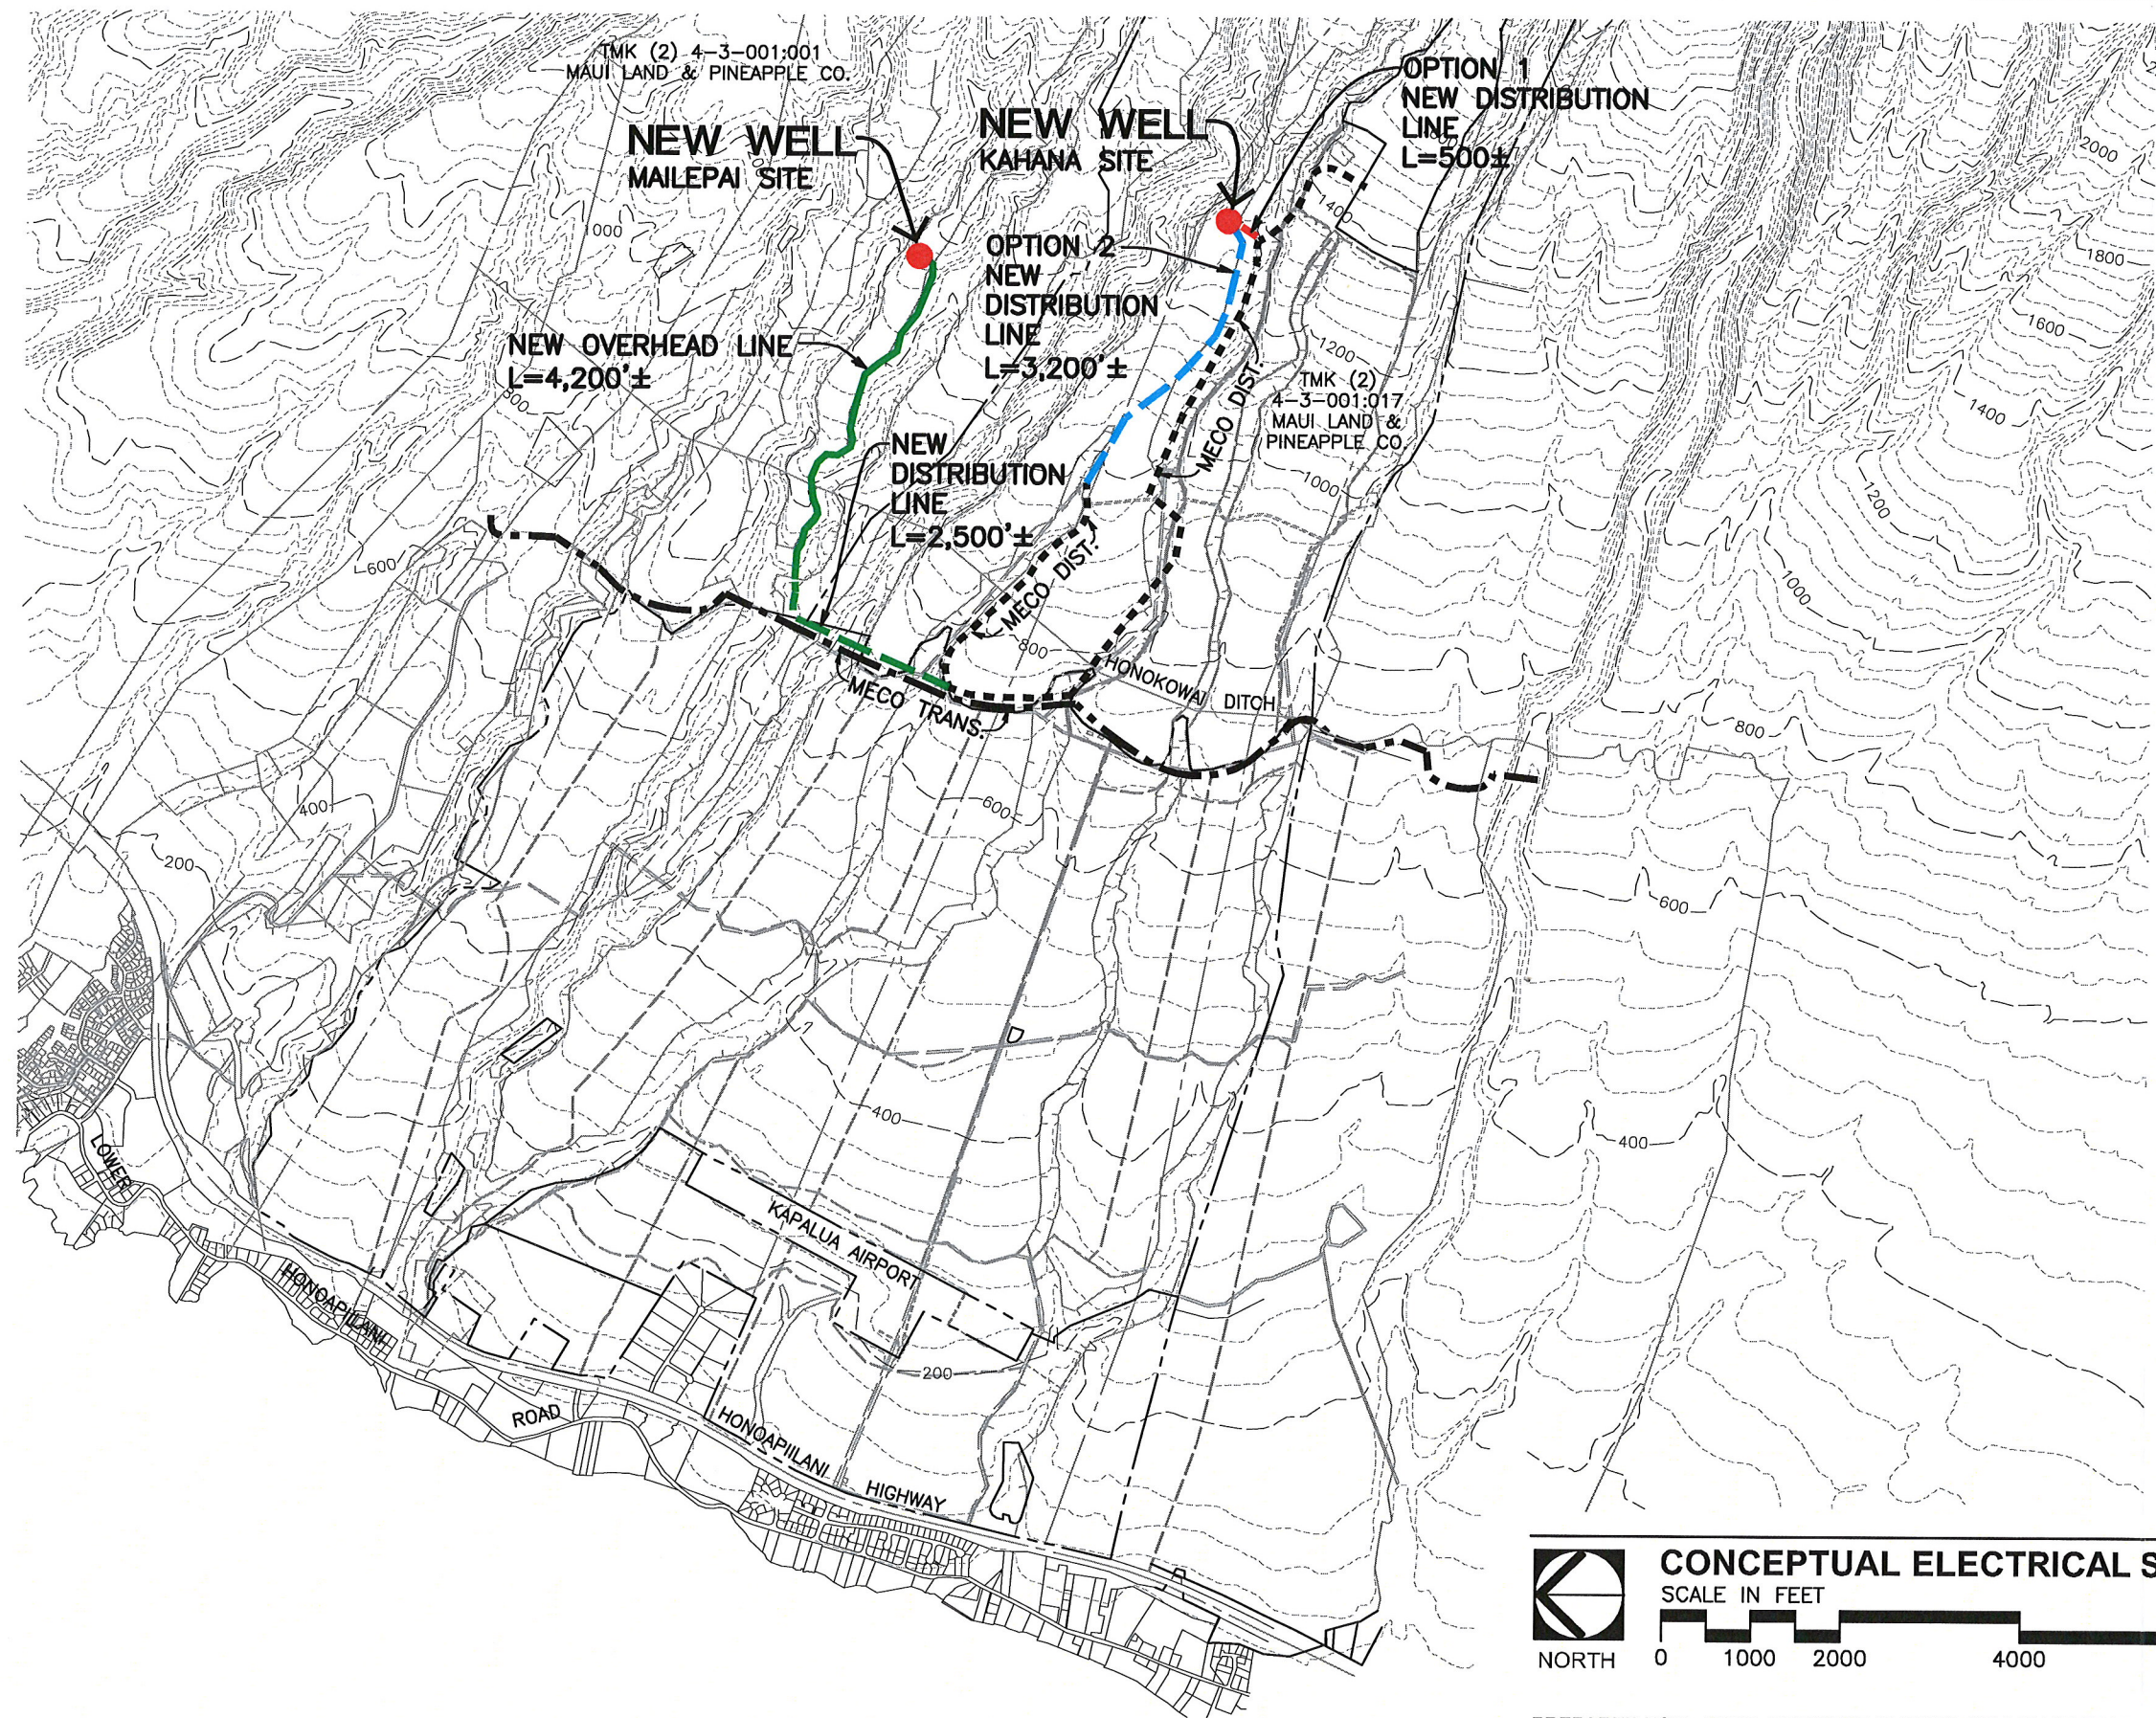 TMK (2) 4-3-001:001
MAUI LAND & PINEAPPLE CO.
OPTION 1
NEW DISTRIBUTION
LINE
L=500±
NEW WELL
MAILEPAI SITE
NEW WELL
KAHANA SITE
2000
1800
1600
1400
1200
1000
1400
1200
1000
1000
OPTION 2
NEW
DISTRIBUTION
LINE
L=3,200'±
NEW OVERHEAD LINE
L=4,200'±
TMK (2)
4-3-001:017
MAUI LAND &
PINEAPPLE CO.
MECO DIST.
NEW
DISTRIBUTION
LINE
L=2,500'±
MECO DIST.
600
800
HONOKOWAI DITCH
MECO TRANS.
800
600
400
200
600
400
400
LOWER
HONOAPIILANI
ROAD
KAPALUA AIRPORT
200
HONOAPIILANI
HIGHWAY
NORTH
CONCEPTUAL ELECTRICAL S
SCALE IN FEET
0 1000 2000 4000